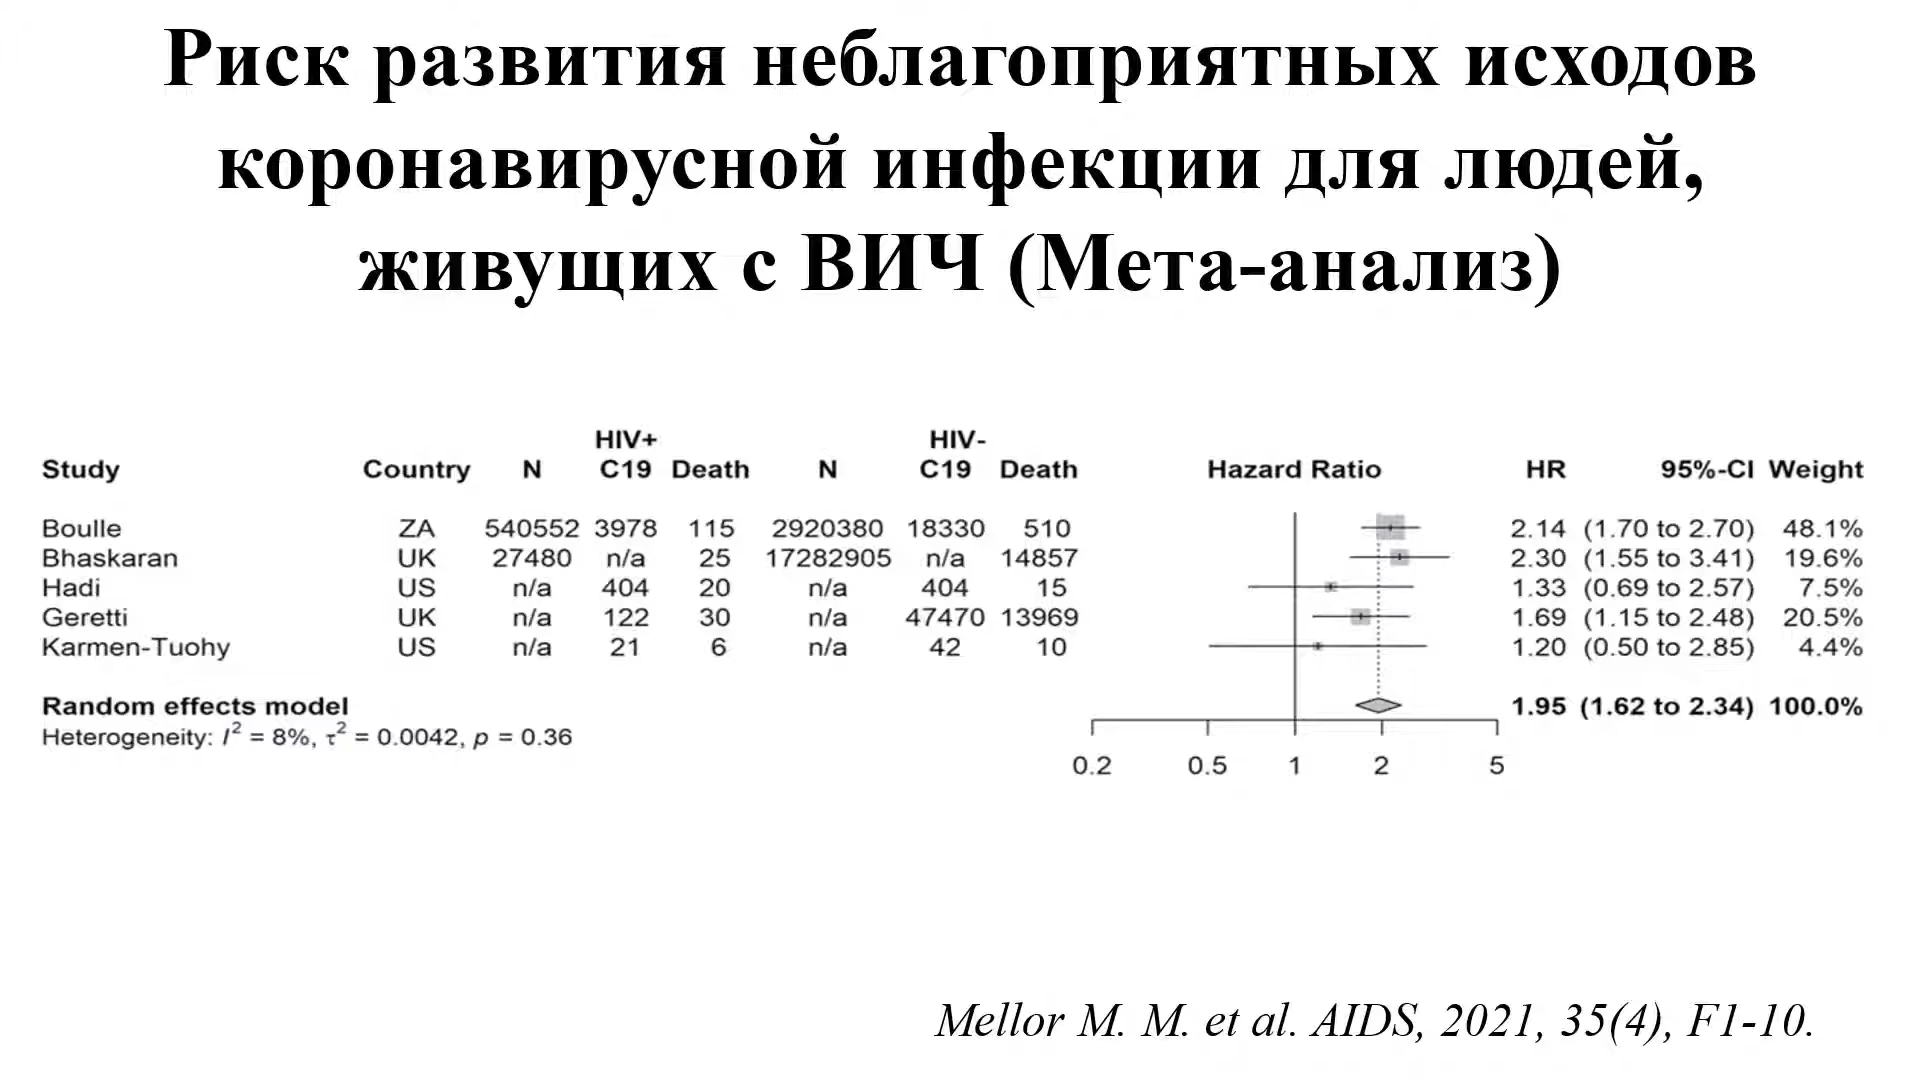 Риск развития неблагоприятных исходов
коронавирусной инфекции для людей,
живущих с ВИЧ (Мета-анализ)
HIV+ HIV-
Study Country N C19 Death N C19 Death Hazard Ratio HR 95%-CI Weight
Boulle ZA 540552 3978 115 2920380 18330 510 2.14 (1.70 to 2.70) 48.1%
Bhaskaran UK 27480 n/a 25 17282905 n/a 14857 2.30 (1.55 to 3.41) 19.6%
Hadi US n/a 404 20 n/a 404 15 1.33 (0.69 to 2.57) 7.5%
Geretti UK n/a 122 30 n/a 47470 13969 1.69 (1.15 to 2.48) 20.5%
Karmen-Tuohy US n/a 21 6 n/a 42 10 1.20 (0.50 to 2.85) 4.4%
Random effects model 1.95 (1.62 to 2.34) 100.0%
Heterogeneity: I² = 8%, τ² = 0.0042, p = 0.36
0.2 0.5 1 2 5
Mellor M. M. et al. AIDS, 2021, 35(4), F1-10.